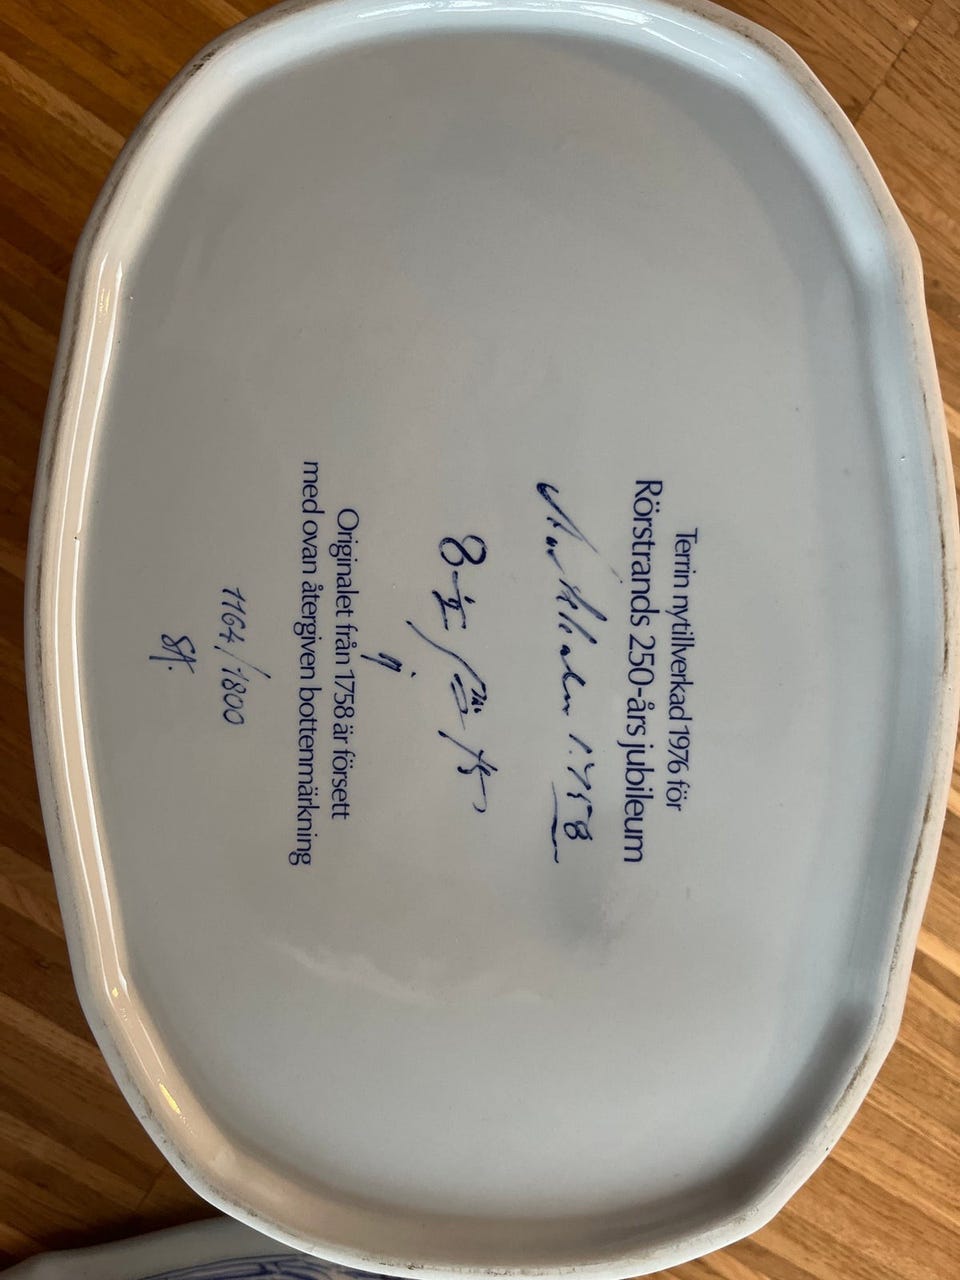 Terrin nytillverkad 1976 för
Rörstrands 250-års jubileum
1758
Originalet från 1758 är försett
med ovan återgiven bottenmärkning
1164/1800